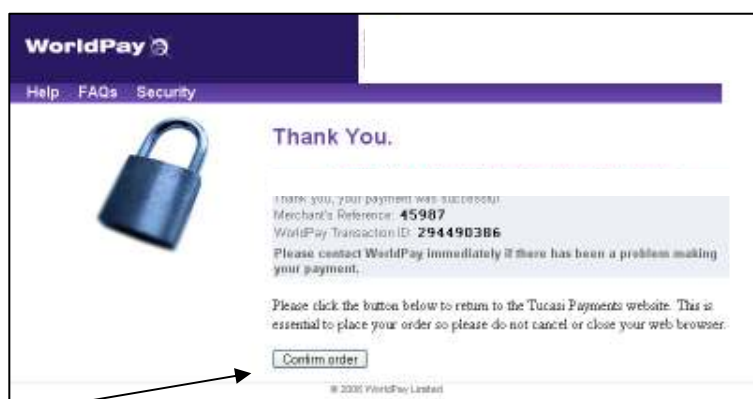 WorldPay
Help FAQs Security
Thank You.
Thank you, your payment was successful
Merchant's Reference: 45987
WorldPay Transaction ID: 294490386
Please contact WorldPay immediately if there has been a problem making
your payment.
Please click the button below to return to the Tucasi Payments website. This is
essential to place your order so please do not cancel or close your web browser.
Confirm order
WorldPay Limited